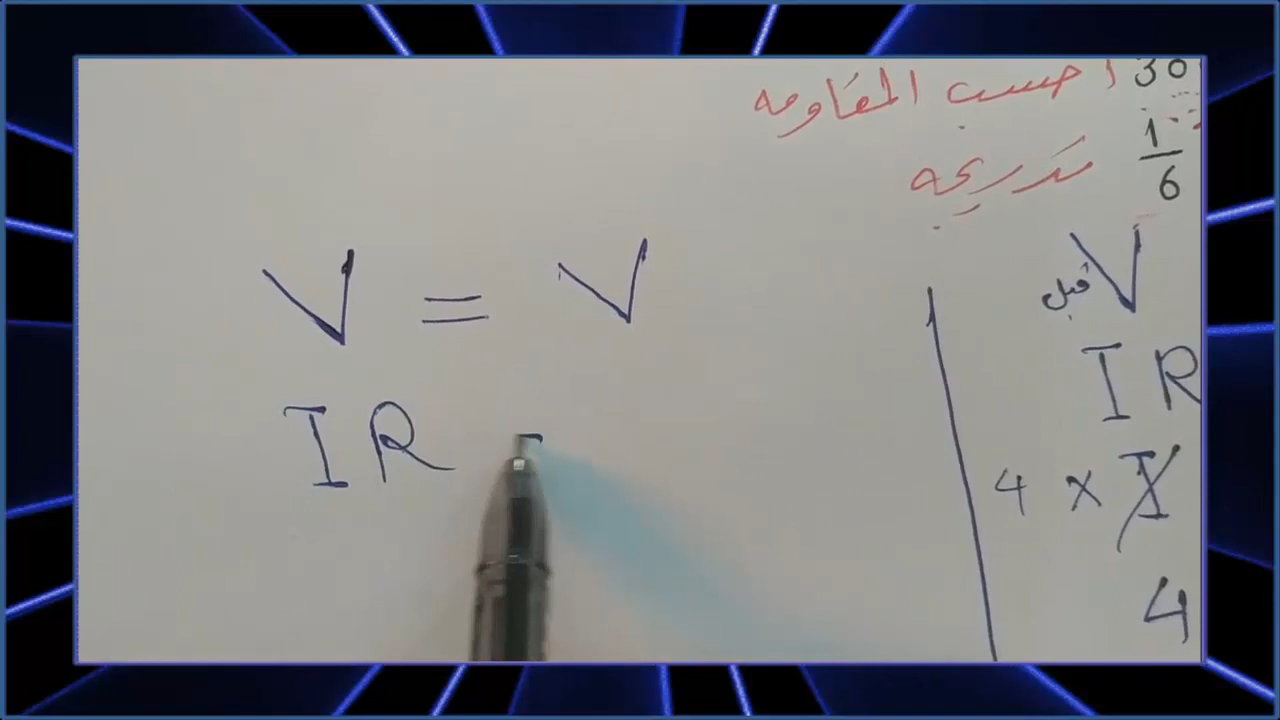 30 احسب المقاومه
1/6 تدريجه
V = V
IR =
V قبل
IR
4 × I
4